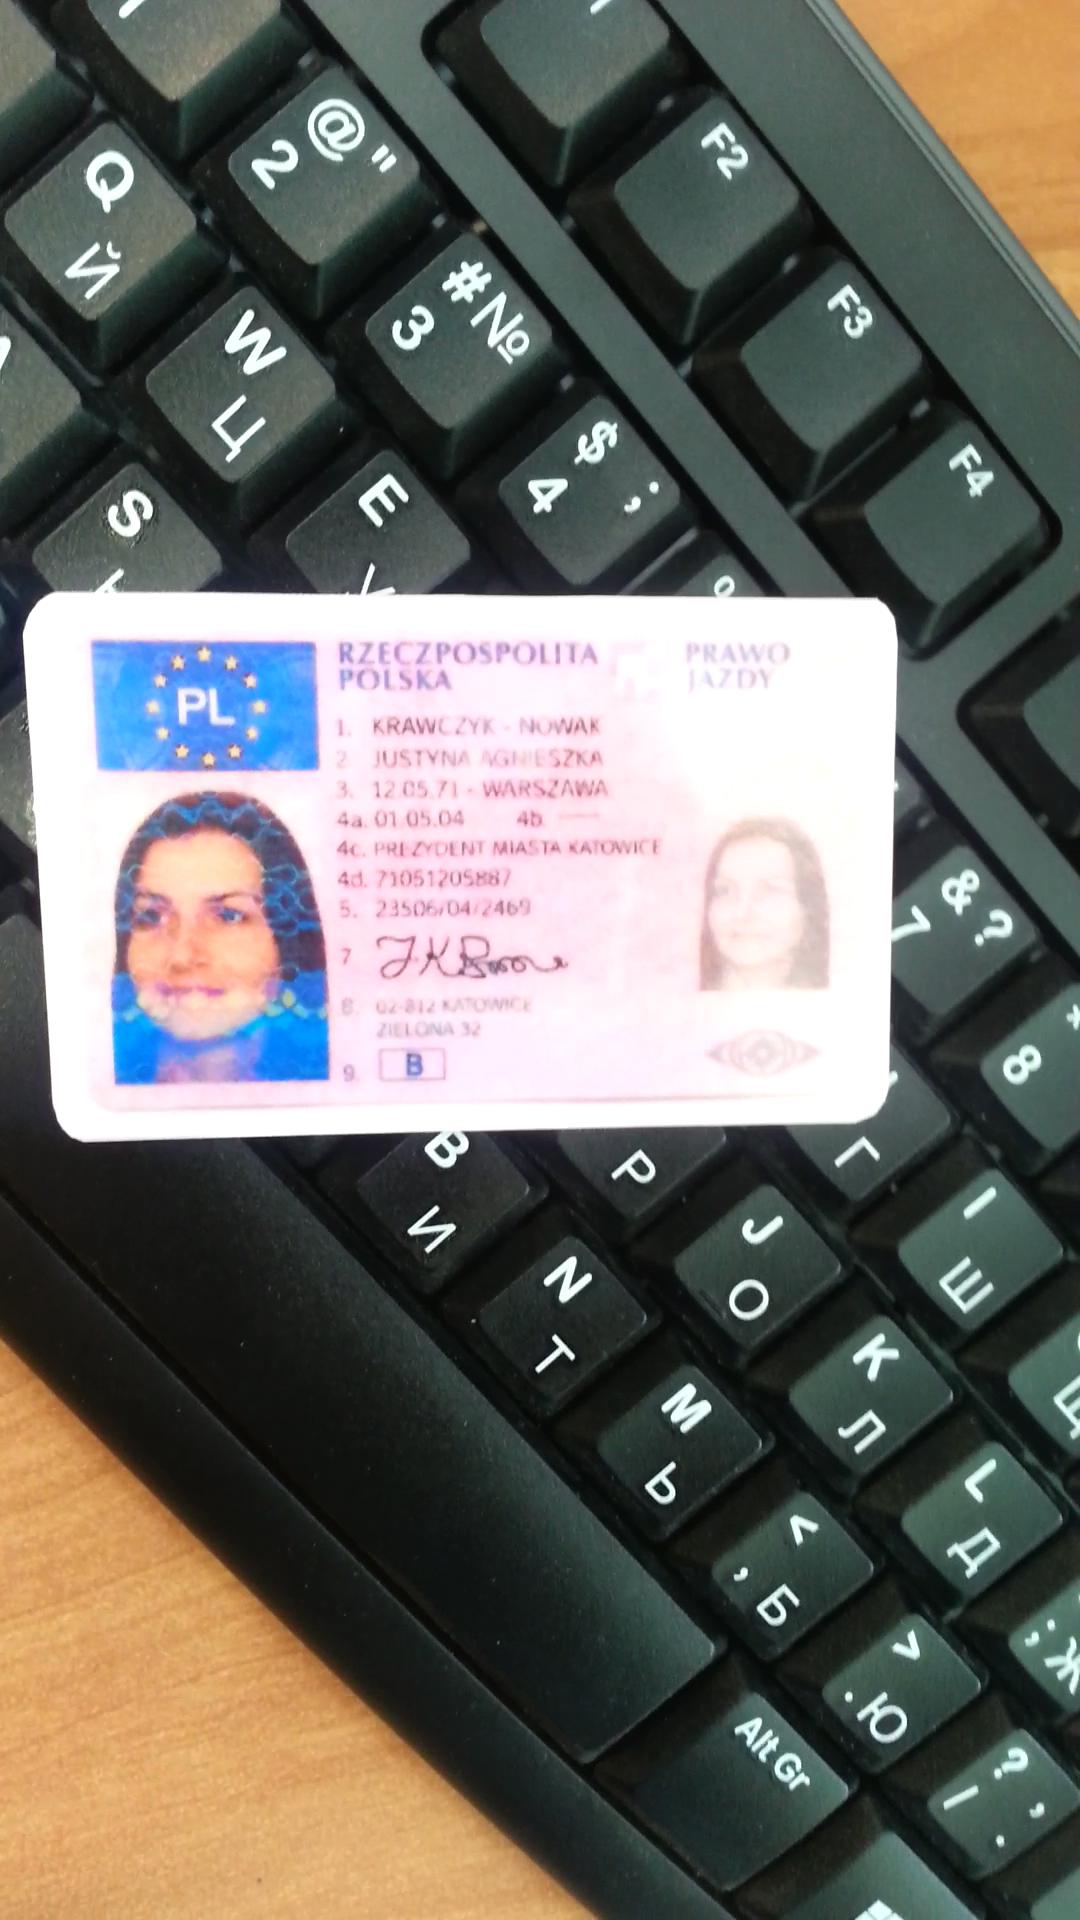 @ "
2
Q
Й
F2
# №
3
F3
W
Ц
$ ;
4
F4
E
S
PL
RZECZPOSPOLITA
POLSKA
PRAWO
JAZDY
1. KRAWCZYK - NOWAK
2 JUSTYNA AGNIESZKA
3. 12.05.71 - WARSZAWA
4a. 01.05.04 4b. —
4c. PREZYDENT MIASTA KATOWICE
4d. 71051205887
5. 23506/04/2469
7
8. 02-812 KATOWICE
ZIELONA 32
9. B
& ?
7
*
8
B
И
P
Г
I
Ш
J
О
N
Т
K
Л
M
Ь
L
Д
<
, Б
; Ж
>
. Ю
?
/ ,
.
Alt Gr